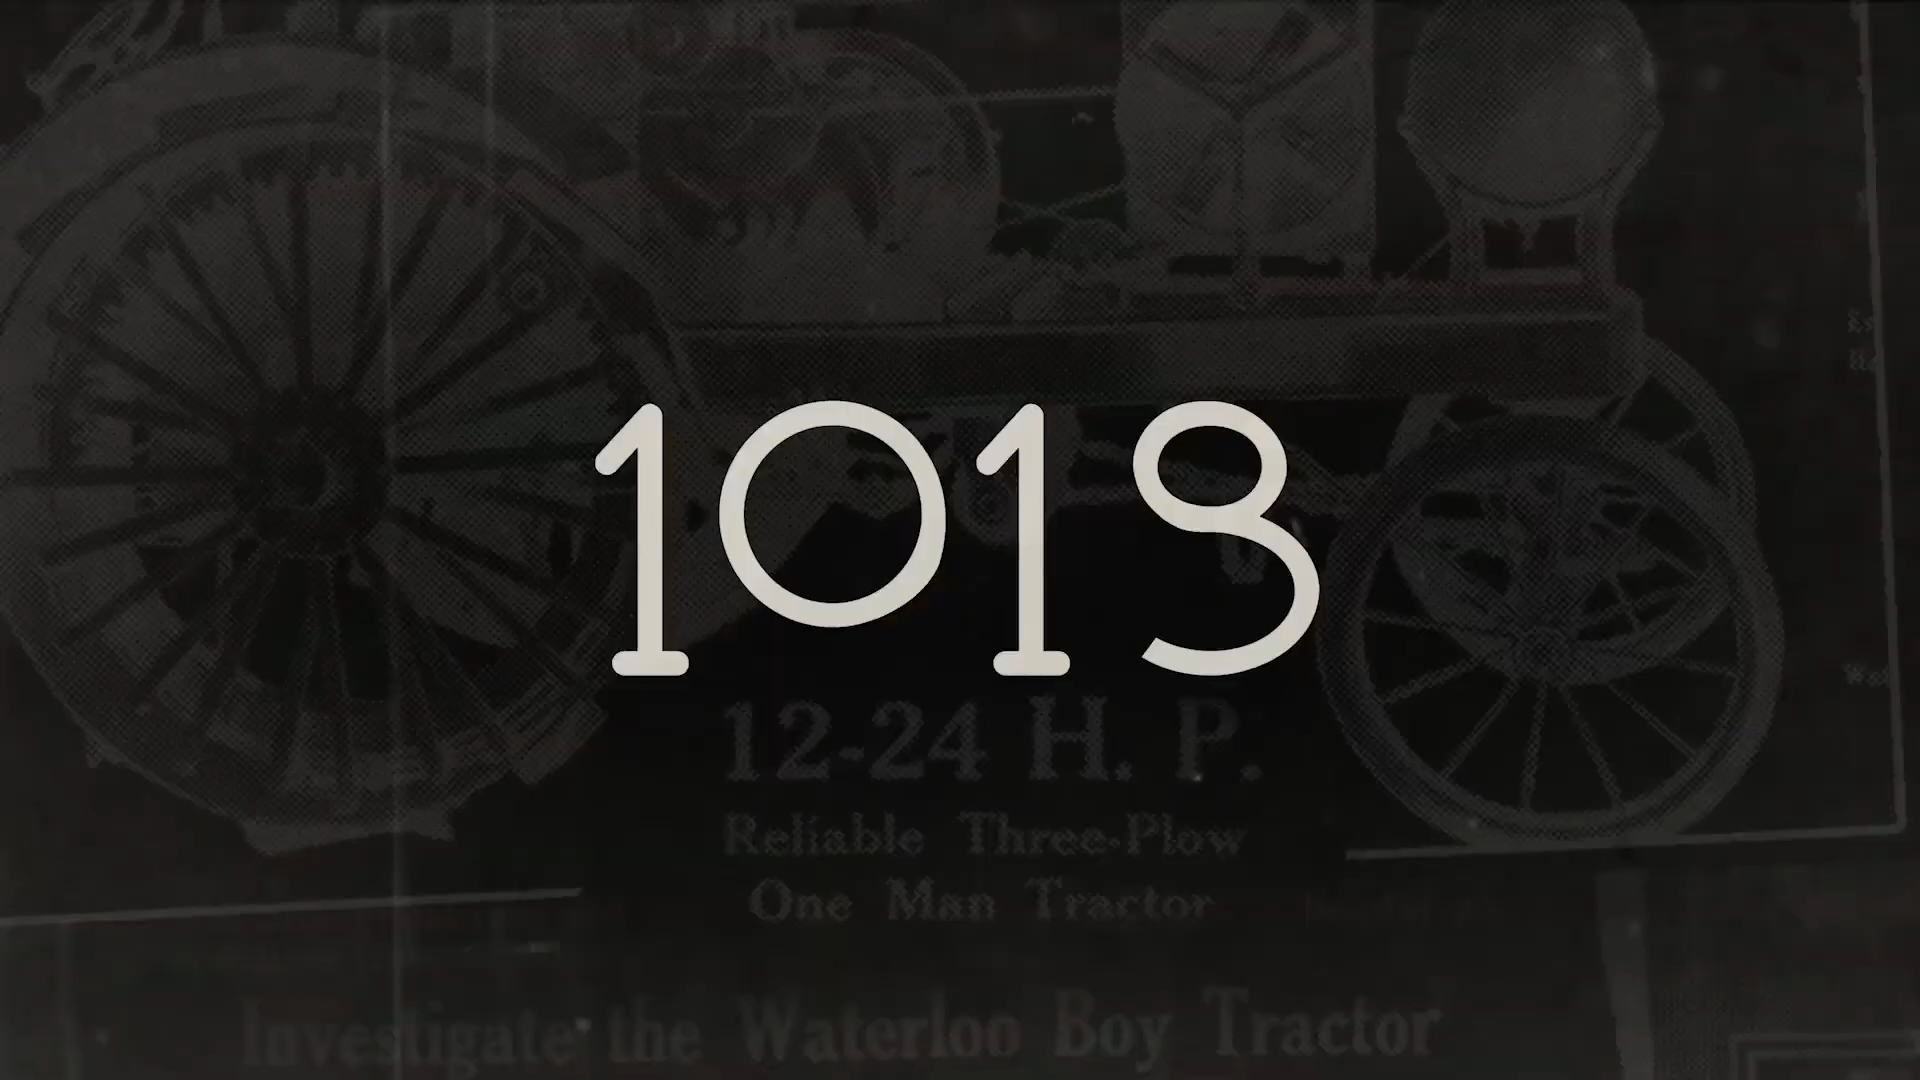 1018
12-24 H. P.
Reliable Three-Plow
One Man Tractor
Investigate the Waterloo Boy Tractor